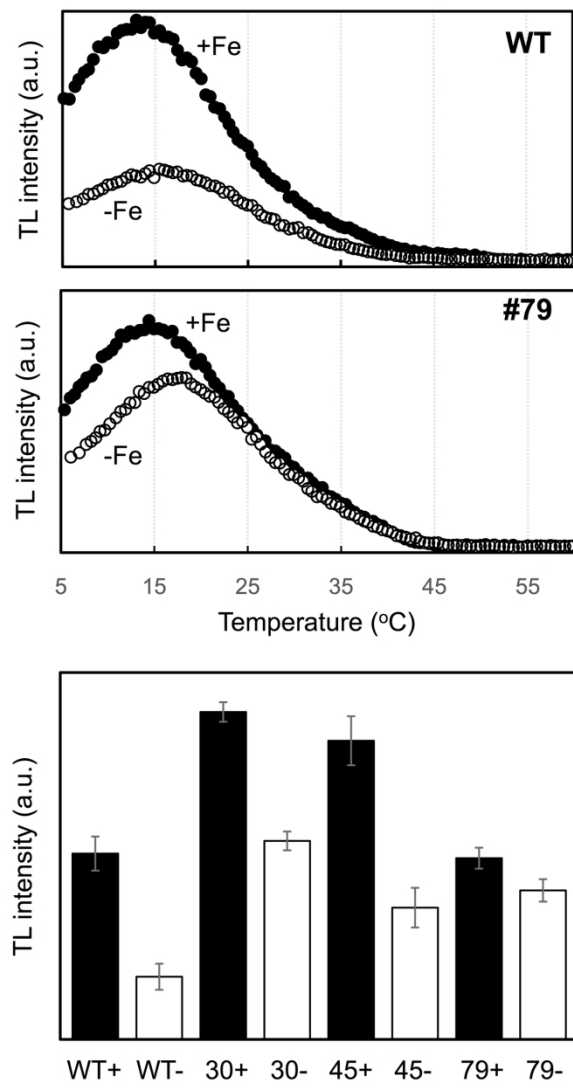 TL intensity (a.u.)
+Fe
WT
-Fe
TL intensity (a.u.)
+Fe
#79
-Fe
5 15 25 35 45 55
Temperature (ºC)
TL intensity (a.u.)
WT+ WT- 30+ 30- 45+ 45- 79+ 79-